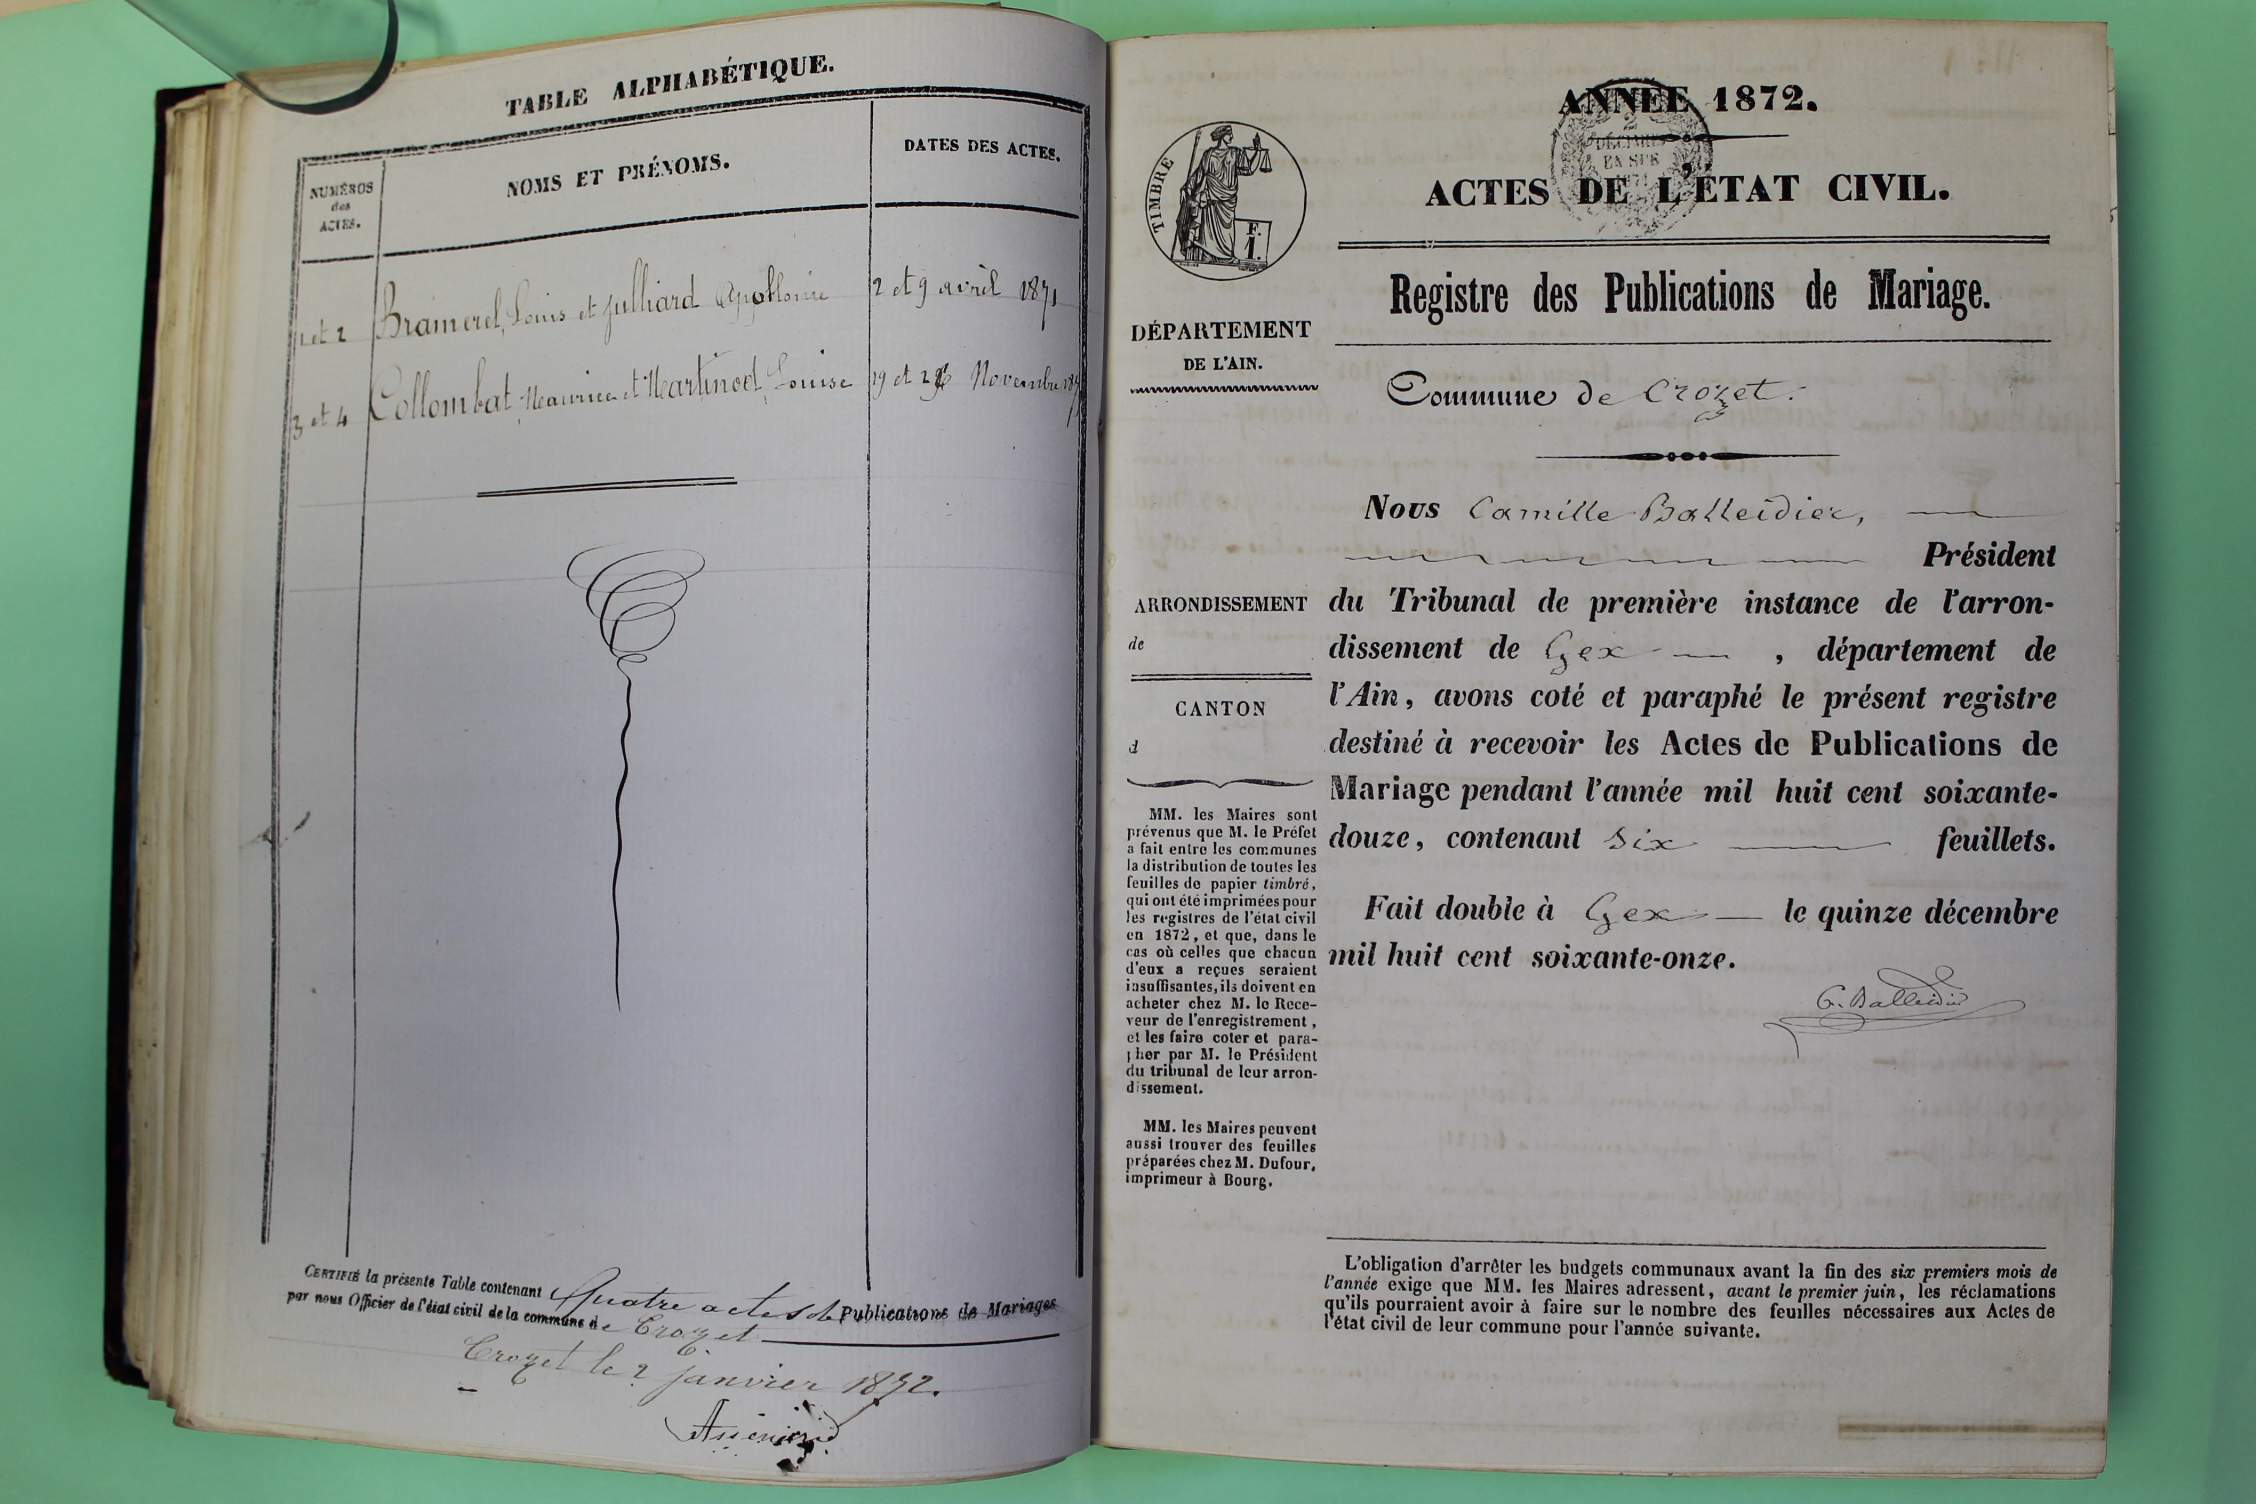 TABLE ALPHABÉTIQUE.
NUMÉROS
des
ACTES.
NOMS ET PRÉNOMS.
DATES DES ACTES.
1 et 2 Bramerel, Louis et Julliard Appollonie 2 et 9 avril 1871
3 et 4 Collombat, Maurice et Martinod, Louise 19 et 26 Novembre 1871
CERTIFIÉ la présente Table contenant Quatre actes de Publications de Mariages
par nous Officier de l'état civil de la commune de Crozet
Crozet le 2 janvier 1872.
ANNÉE 1872.
2
DÉCIMES
EN SUS
ACTES DE L'ÉTAT CIVIL.
TIMBRE
F.
1.
Registre des Publications de Mariage.
DÉPARTEMENT
DE L'AIN.
Commune de Crozet.
Nous Camille Balleidier,
Président
du Tribunal de première instance de l'arron-
dissement de Gex, département de
l'Ain, avons coté et paraphé le présent registre
destiné à recevoir les Actes de Publications de
Mariage pendant l'année mil huit cent soixante-
douze, contenant six feuillets.
Fait double à Gex le quinze décembre
mil huit cent soixante-onze.
C. Balleidier
ARRONDISSEMENT
de
CANTON
d
MM. les Maires sont
prévenus que M. le Préfet
a fait entre les communes
la distribution de toutes les
feuilles de papier timbré,
qui ont été imprimées pour
les registres de l'état civil
en 1872, et que, dans le
cas où celles que chacun
d'eux a reçues seraient
insuffisantes, ils doivent en
acheter chez M. le Rece-
veur de l'enregistrement,
et les faire coter et para-
pher par M. le Président
du tribunal de leur arron-
dissement.
MM. les Maires peuvent
aussi trouver des feuilles
préparées chez M. Dufour,
imprimeur à Bourg.
L'obligation d'arrêter les budgets communaux avant la fin des six premiers mois de
l'année exige que MM. les Maires adressent, avant le premier juin, les réclamations
qu'ils pourraient avoir à faire sur le nombre des feuilles nécessaires aux Actes de
l'état civil de leur commune pour l'année suivante.